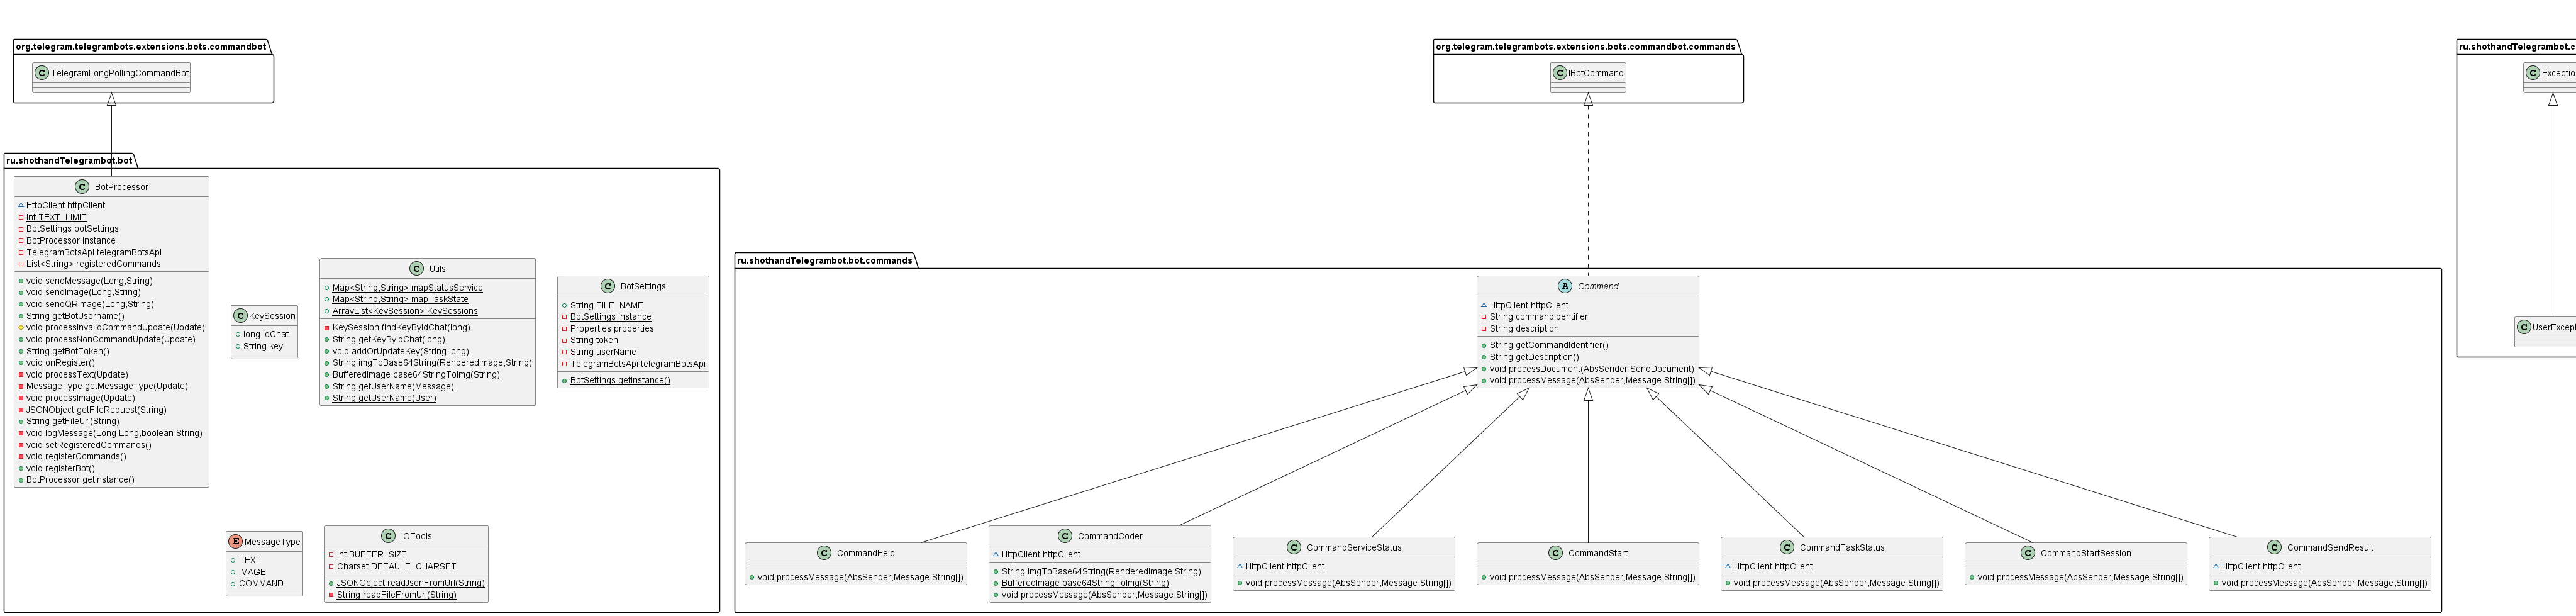 org.telegram.telegrambots.extensions.bots.commandbot
C TelegramLongPollingCommandBot
org.telegram.telegrambots.extensions.bots.commandbot.commands
C IBotCommand
ru.shothandTelegrambot.c
C Exceptio
C UserExcept
ru.shothandTelegrambot.bot
C BotProcessor
HttpClient httpClient
int TEXT_LIMIT
BotSettings botSettings
BotProcessor instance
TelegramBotsApi telegramBotsApi
List<String> registeredCommands
void sendMessage(Long,String)
void sendImage(Long,String)
void sendQRImage(Long,String)
String getBotUsername()
void processInvalidCommandUpdate(Update)
void processNonCommandUpdate(Update)
String getBotToken()
void onRegister()
void processText(Update)
MessageType getMessageType(Update)
void processImage(Update)
JSONObject getFileRequest(String)
String getFileUrl(String)
void logMessage(Long,Long,boolean,String)
void setRegisteredCommands()
void registerCommands()
void registerBot()
BotProcessor getInstance()
C KeySession
long idChat
String key
C Utils
Map<String,String> mapStatusService
Map<String,String> mapTaskState
ArrayList<KeySession> KeySessions
KeySession findKeyByIdChat(long)
String getKeyByIdChat(long)
void addOrUpdateKey(String,long)
String imgToBase64String(RenderedImage,String)
BufferedImage base64StringToImg(String)
String getUserName(Message)
String getUserName(User)
C BotSettings
String FILE_NAME
BotSettings instance
Properties properties
String token
String userName
TelegramBotsApi telegramBotsApi
BotSettings getInstance()
E MessageType
TEXT
IMAGE
COMMAND
C IOTools
int BUFFER_SIZE
Charset DEFAULT_CHARSET
JSONObject readJsonFromUrl(String)
String readFileFromUrl(String)
ru.shothandTelegrambot.bot.commands
A Command
HttpClient httpClient
String commandIdentifier
String description
String getCommandIdentifier()
String getDescription()
void processDocument(AbsSender,SendDocument)
void processMessage(AbsSender,Message,String[])
C CommandHelp
void processMessage(AbsSender,Message,String[])
C CommandCoder
HttpClient httpClient
String imgToBase64String(RenderedImage,String)
BufferedImage base64StringToImg(String)
void processMessage(AbsSender,Message,String[])
C CommandServiceStatus
HttpClient httpClient
void processMessage(AbsSender,Message,String[])
C CommandStart
void processMessage(AbsSender,Message,String[])
C CommandTaskStatus
HttpClient httpClient
void processMessage(AbsSender,Message,String[])
C CommandStartSession
void processMessage(AbsSender,Message,String[])
C CommandSendResult
HttpClient httpClient
void processMessage(AbsSender,Message,String[])